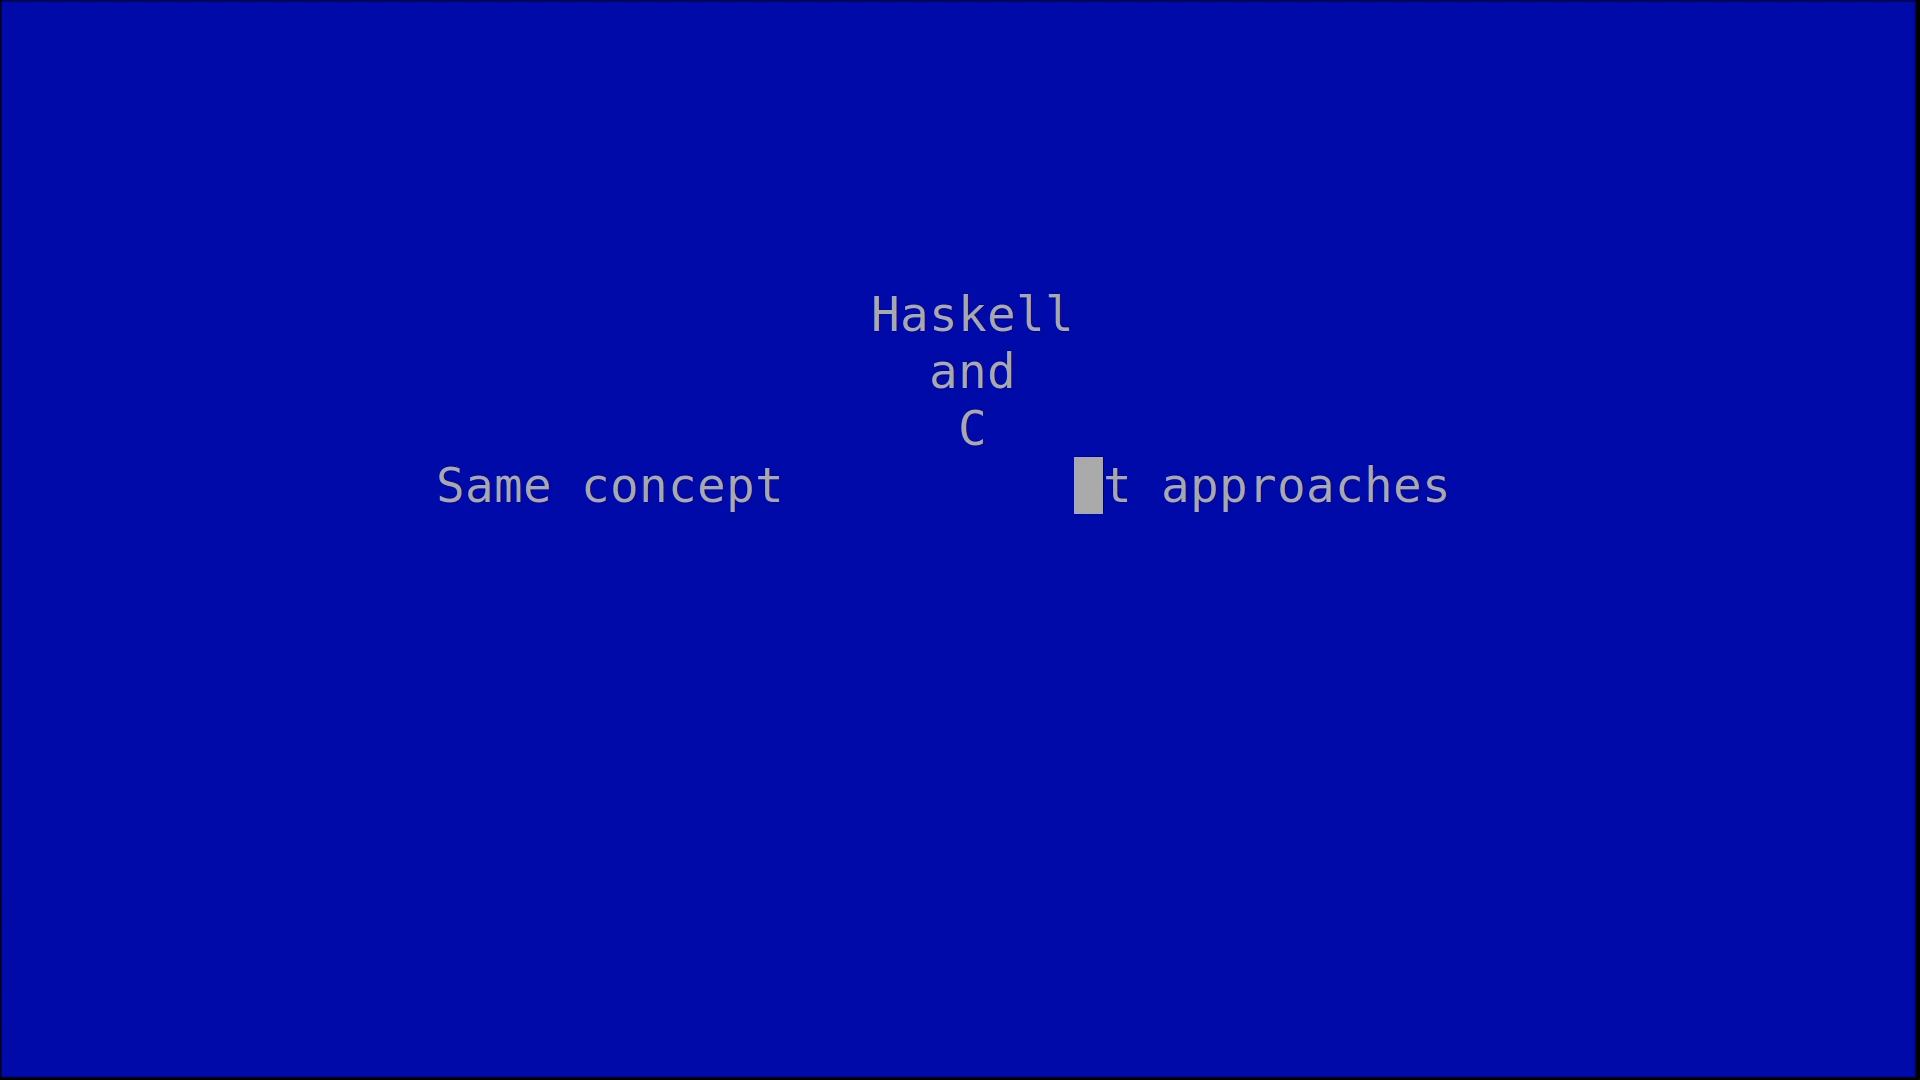 Haskell
and
C
Same concept t approaches